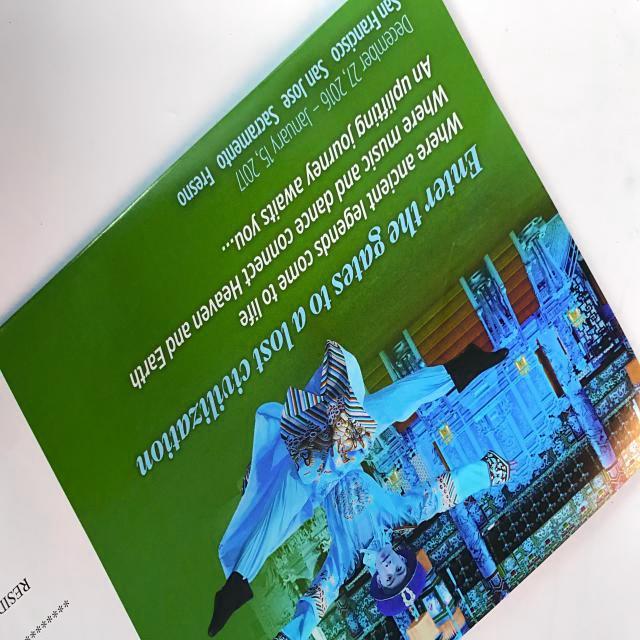 Enter the gates to a lost civilization
Where ancient legends come to life
Where music and dance connect Heaven and Earth
An uplifting journey awaits you...
December 27, 2016 – January 15, 2017
San Francisco San Jose Sacramento Fresno